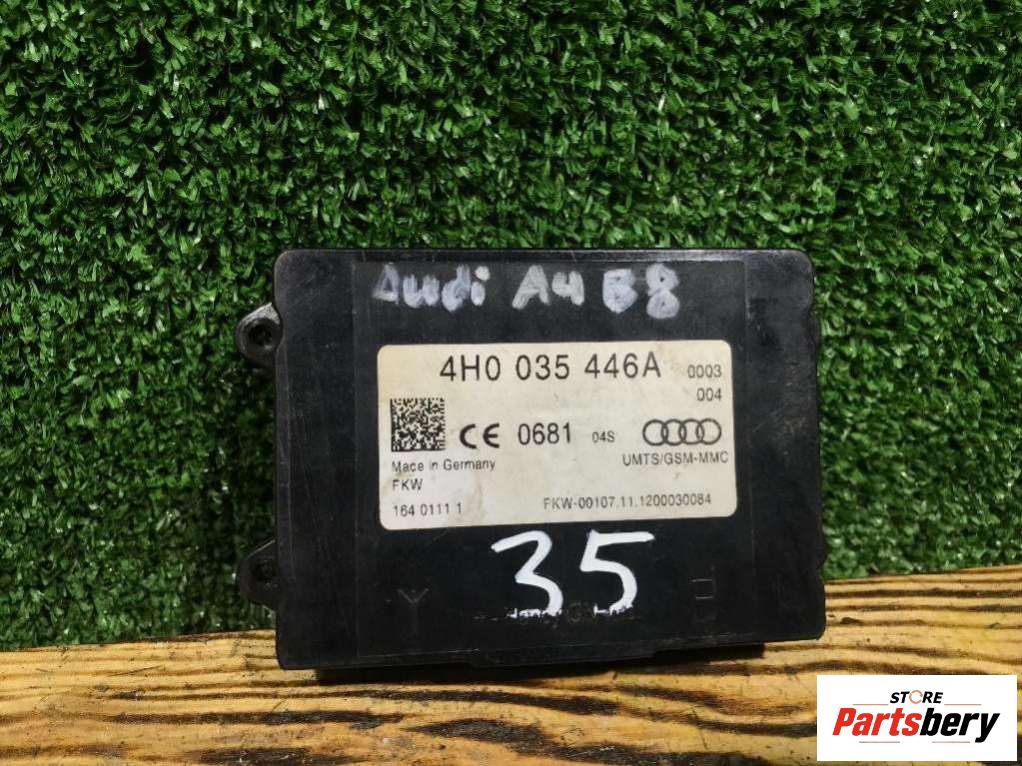 Audi A4 B8
4H0 035 446A 0003
004
CE 0681 04S
UMTS/GSM-MMC
Made in Germany
FKW
164 0111 1
FKW-00107.11.1200030084
35
STORE
Partsbery